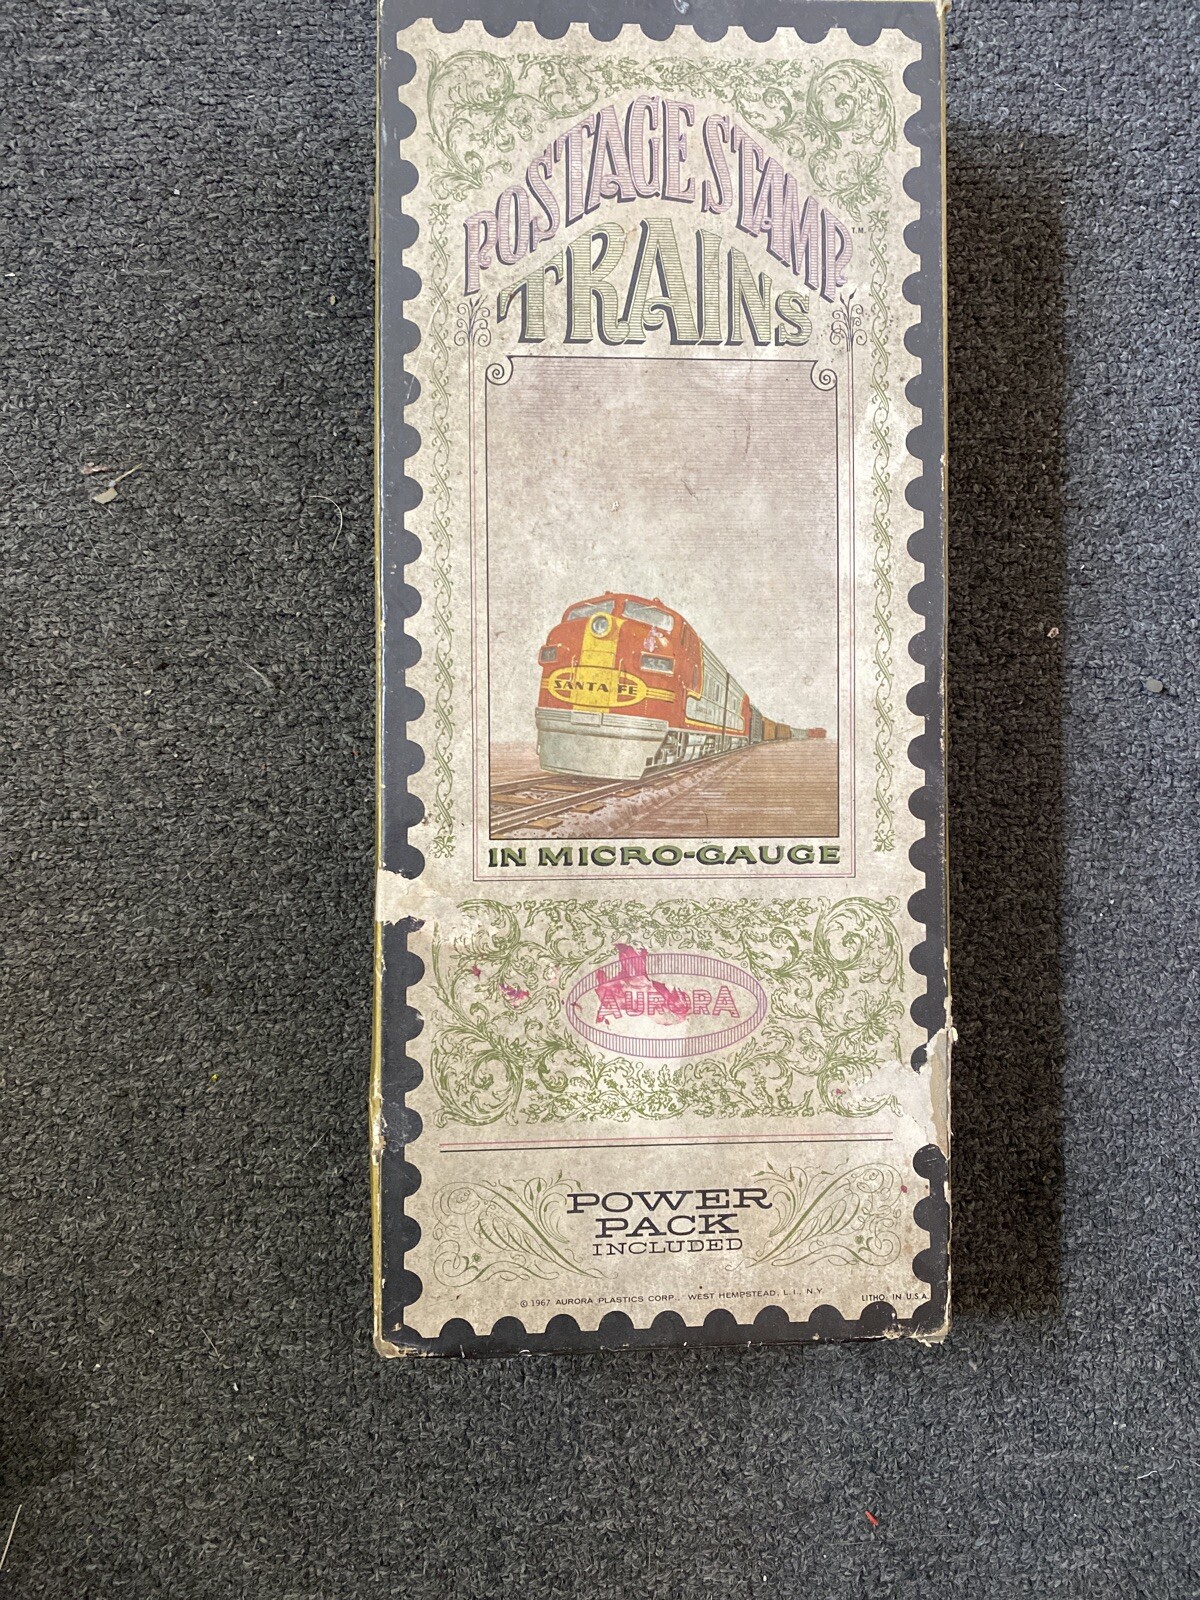 POSTAGE STAMP
T.M.
TRAINS
35
SANTA FE
IN MICRO-GAUGE
AURORA
POWER
PACK
INCLUDED
© 1967 AURORA PLASTICS CORP., WEST HEMPSTEAD, L.I., N.Y.
LITHO. IN U.S.A.